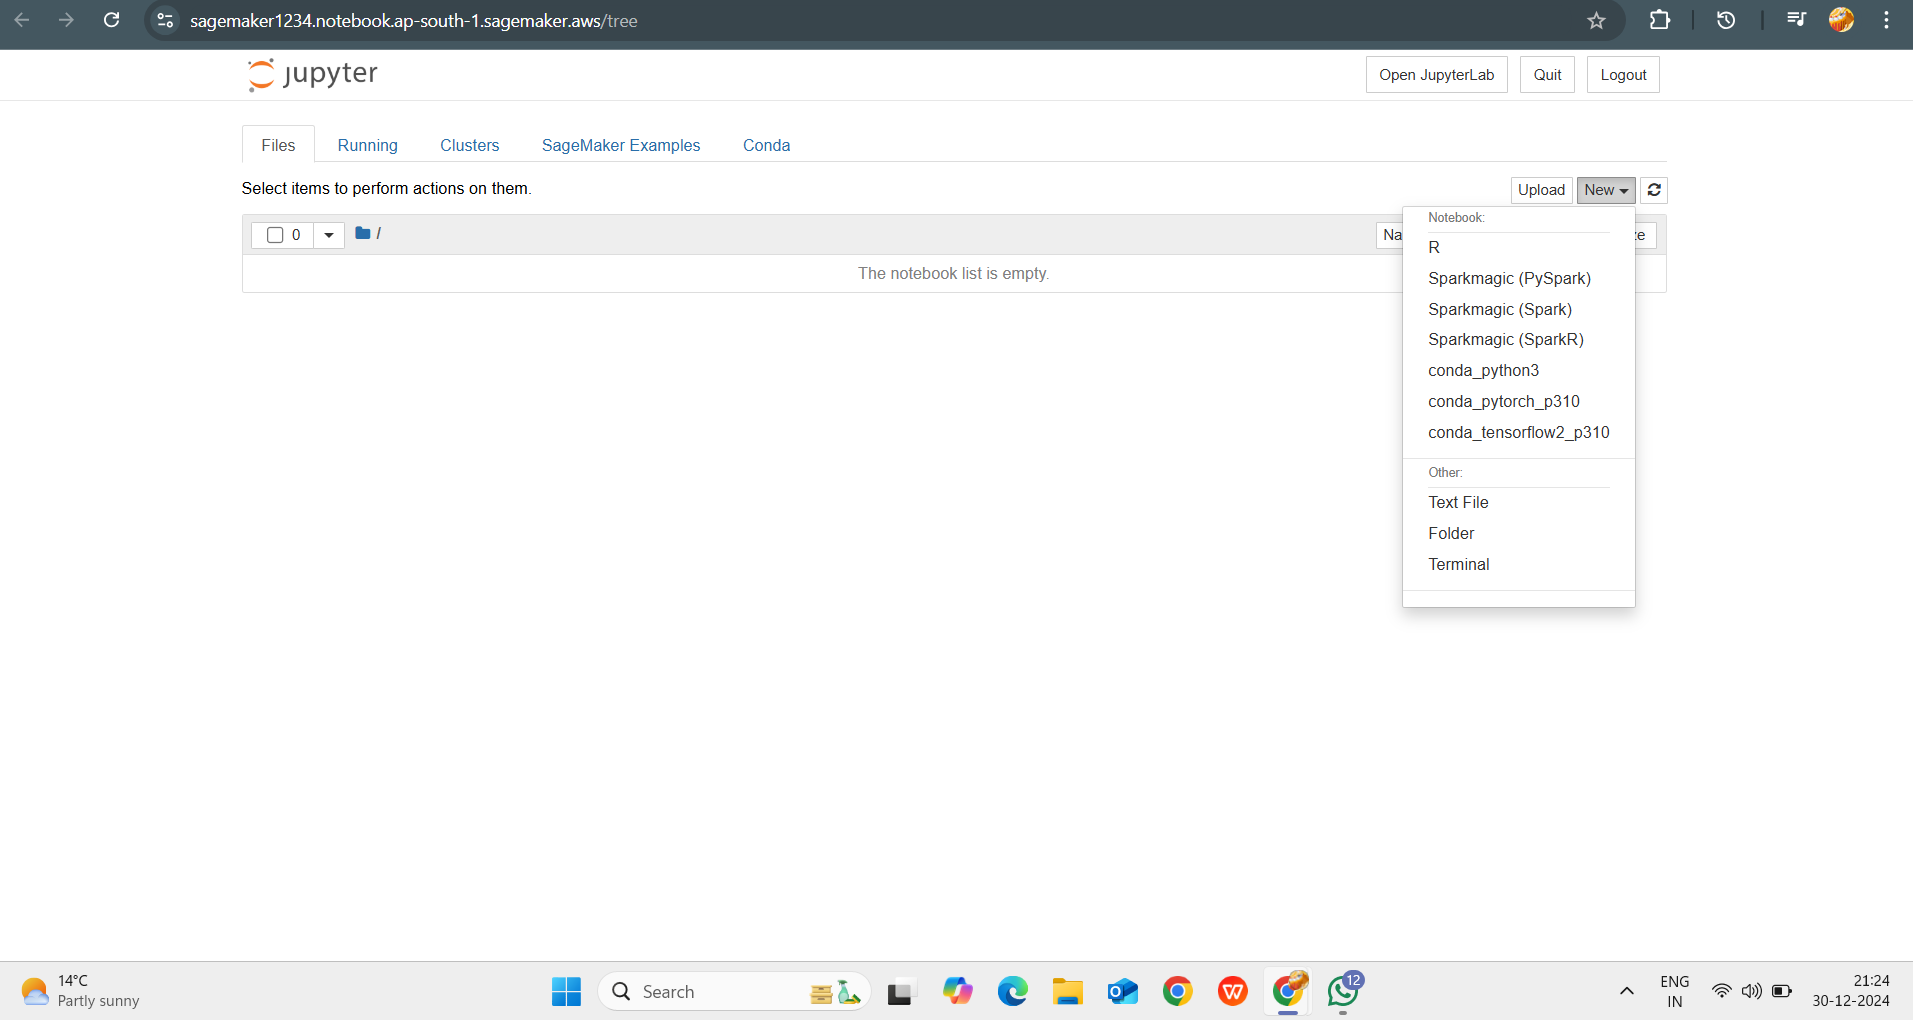 sagemaker1234.notebook.ap-south-1.sagemaker.aws/tree
jupyter
Open JupyterLab
Quit
Logout
Files
Running
Clusters
SageMaker Examples
Conda
Select items to perform actions on them.
Upload
New
0
/
Na
ze
The notebook list is empty.
Notebook:
R
Sparkmagic (PySpark)
Sparkmagic (Spark)
Sparkmagic (SparkR)
conda_python3
conda_pytorch_p310
conda_tensorflow2_p310
Other:
Text File
Folder
Terminal
14°C
Partly sunny
Search
W
12
ENG
IN
21:24
30-12-2024